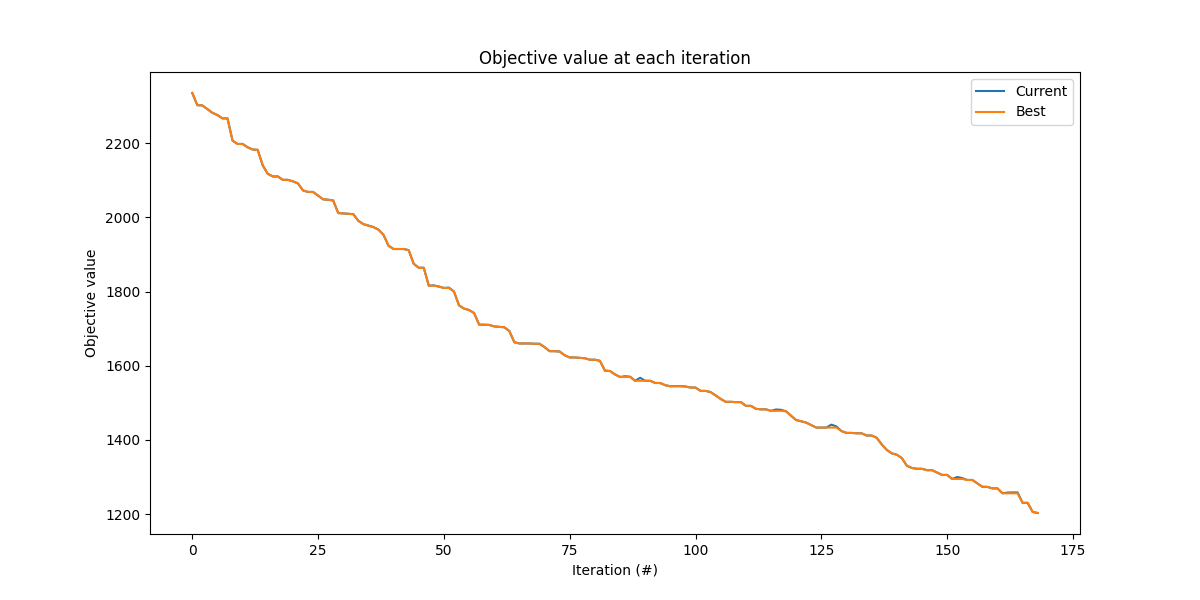 Objective value at each iteration
Current
Best
Objective value
2200
2000
1800
1600
1400
1200
0 25 50 75 100 125 150 175
Iteration (#)